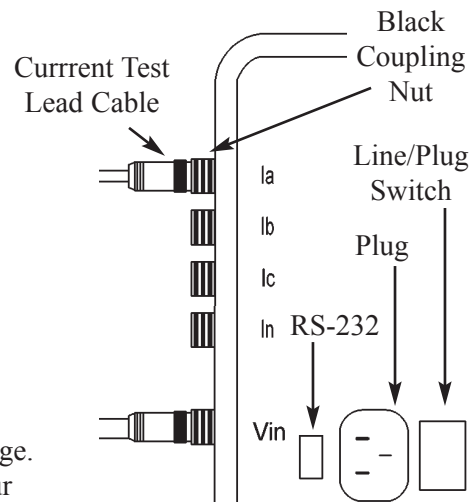 Black
Coupling
Nut
Currrent Test
Lead Cable
Line/Plug
Switch
Plug
Ia
Ib
Ic
In
RS-232
Vin
ge.
ur